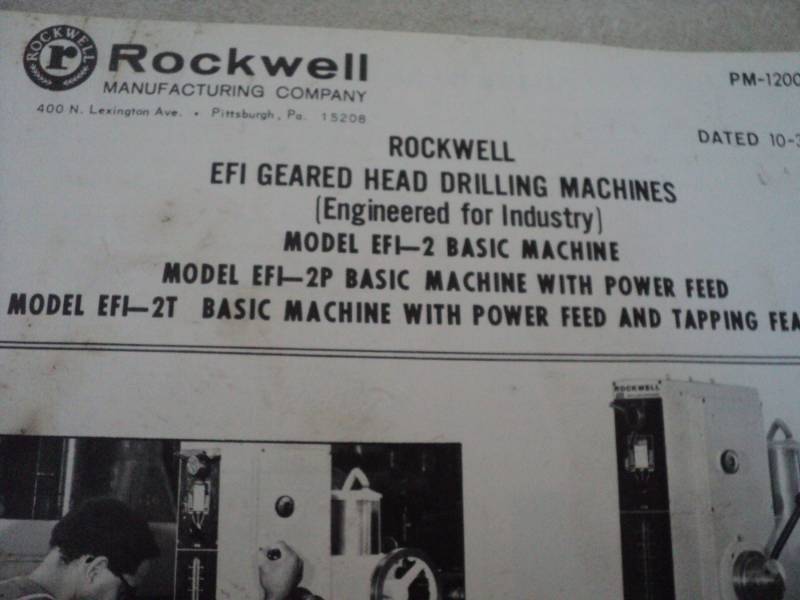 ROCKWELL
r
Rockwell
MANUFACTURING COMPANY
400 N. Lexington Ave. • Pittsburgh, Pa. 15208
PM-1200
DATED 10-3
ROCKWELL
EFI GEARED HEAD DRILLING MACHINES
(Engineered for Industry)
MODEL EFI-2 BASIC MACHINE
MODEL EFI-2P BASIC MACHINE WITH POWER FEED
MODEL EFI-2T BASIC MACHINE WITH POWER FEED AND TAPPING FEA
ROCKWELL